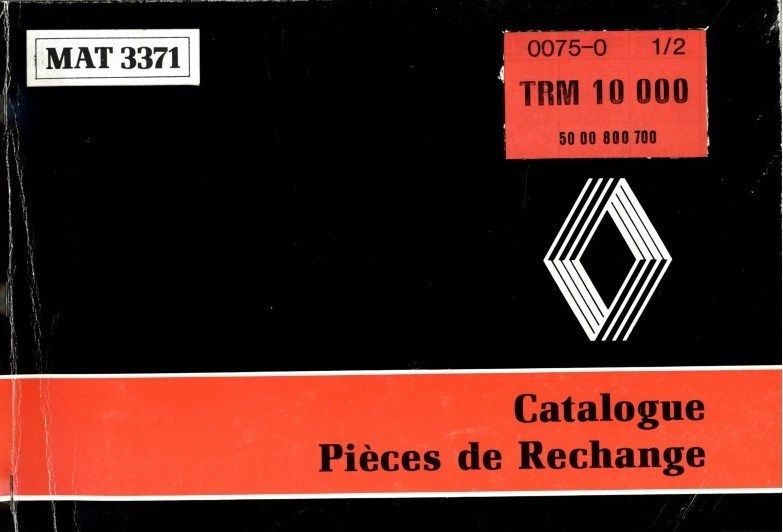 MAT 3371
0075-0 1/2
TRM 10 000
50 00 800 700
Catalogue
Pièces de Rechange